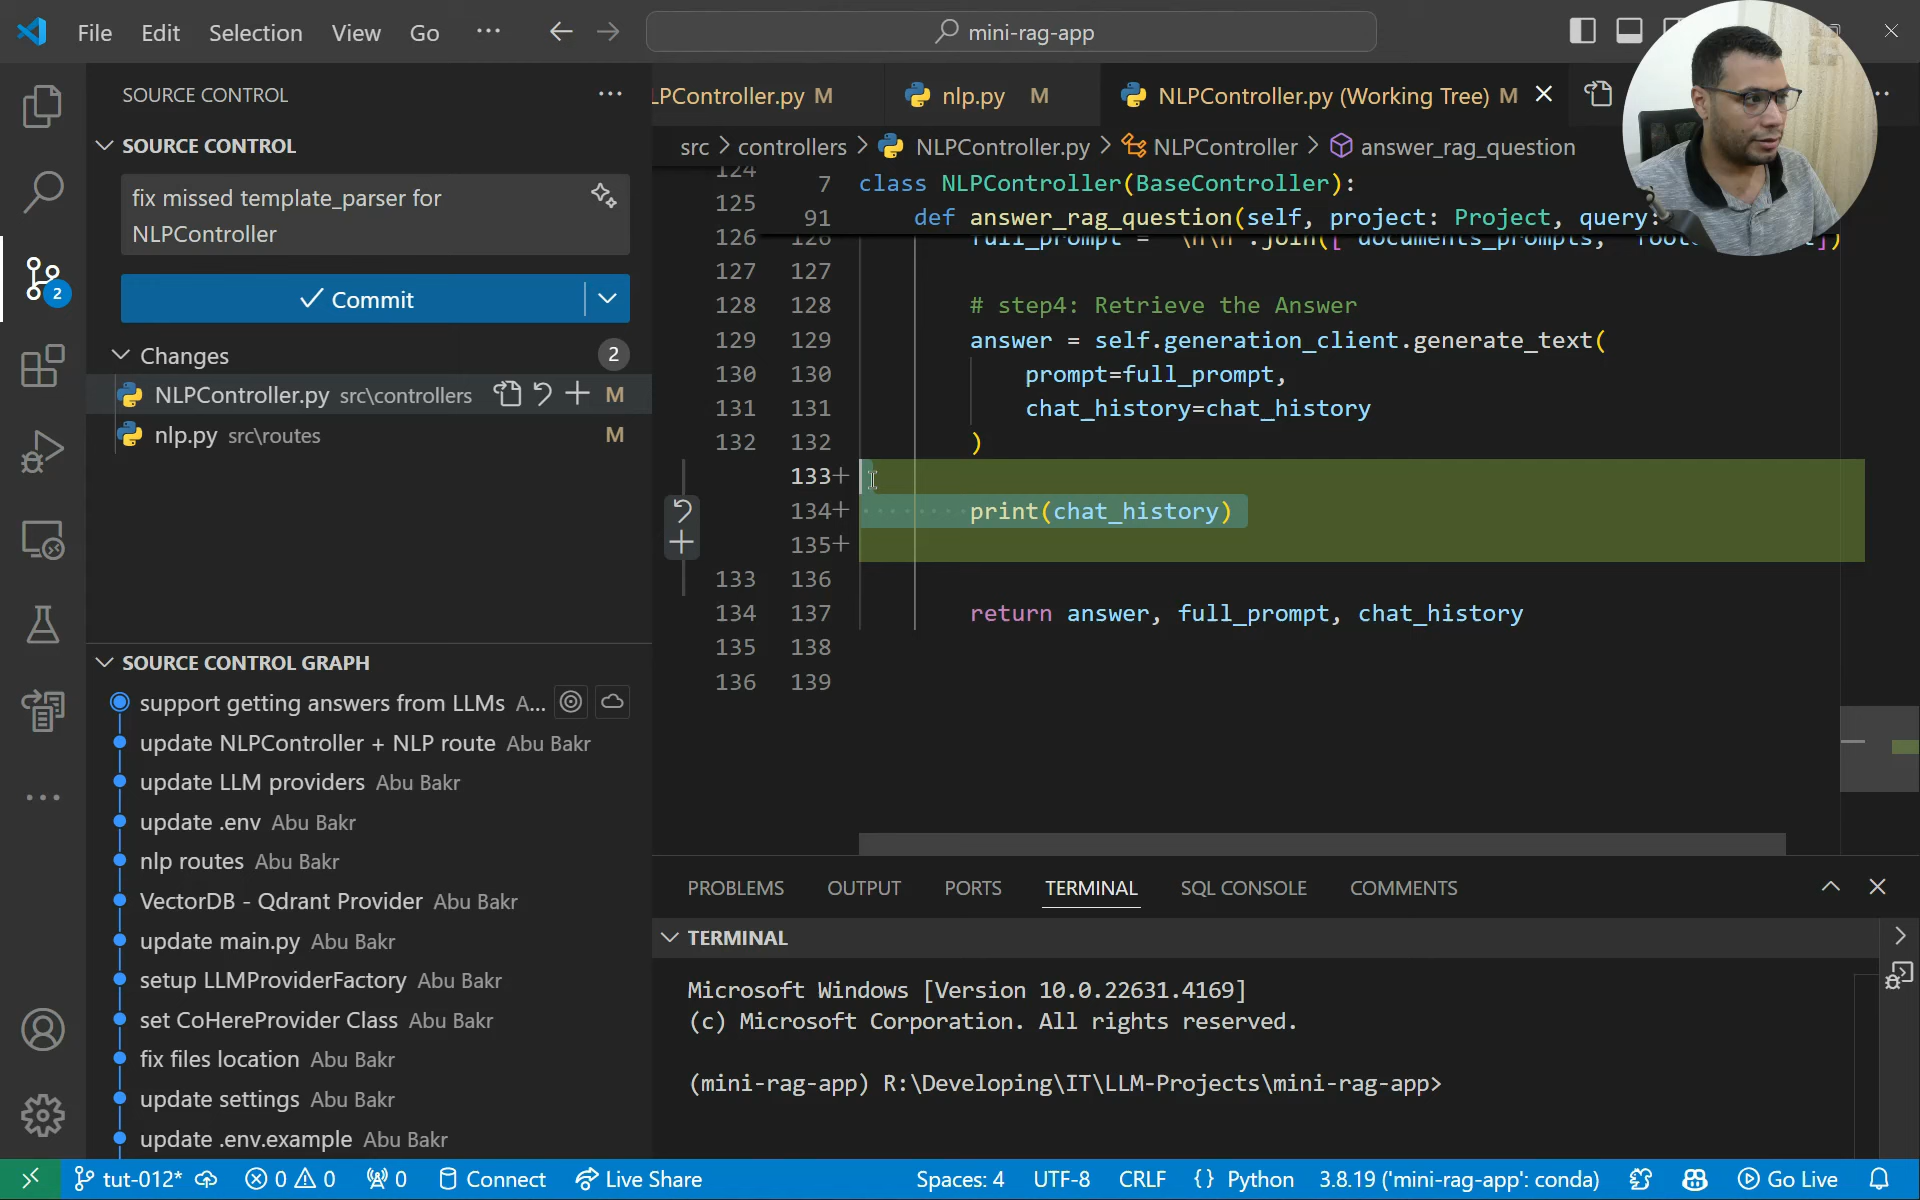 File Edit Selection View Go ··· mini-rag-app
SOURCE CONTROL
SOURCE CONTROL
fix missed template_parser for
NLPController
Commit
Changes 2
NLPController.py src\controllers M
nlp.py src\routes M
SOURCE CONTROL GRAPH
support getting answers from LLMs A...
update NLPController + NLP route Abu Bakr
update LLM providers Abu Bakr
update .env Abu Bakr
nlp routes Abu Bakr
VectorDB - Qdrant Provider Abu Bakr
update main.py Abu Bakr
setup LLMProviderFactory Abu Bakr
set CoHereProvider Class Abu Bakr
fix files location Abu Bakr
update settings Abu Bakr
update .env.example Abu Bakr
2
LPController.py M nlp.py M NLPController.py (Working Tree) M
src > controllers > NLPController.py > NLPController > answer_rag_question
124
7 class NLPController(BaseController):
125
91 def answer_rag_question(self, project: Project, query:
126 126 full_prompt = "\n\n".join([ documents_prompts,
127 127
128 128 # step4: Retrieve the Answer
129 129 answer = self.generation_client.generate_text(
130 130 prompt=full_prompt,
131 131 chat_history=chat_history
132 132 )
133+
134+ print(chat_history)
135+
133 136
134 137 return answer, full_prompt, chat_history
135 138
136 139
PROBLEMS OUTPUT PORTS TERMINAL SQL CONSOLE COMMENTS
TERMINAL
Microsoft Windows [Version 10.0.22631.4169]
(c) Microsoft Corporation. All rights reserved.
(mini-rag-app) R:\Developing\IT\LLM-Projects\mini-rag-app>
tut-012* 0 0 0 Connect Live Share Spaces: 4 UTF-8 CRLF {} Python 3.8.19 ('mini-rag-app': conda) Go Live